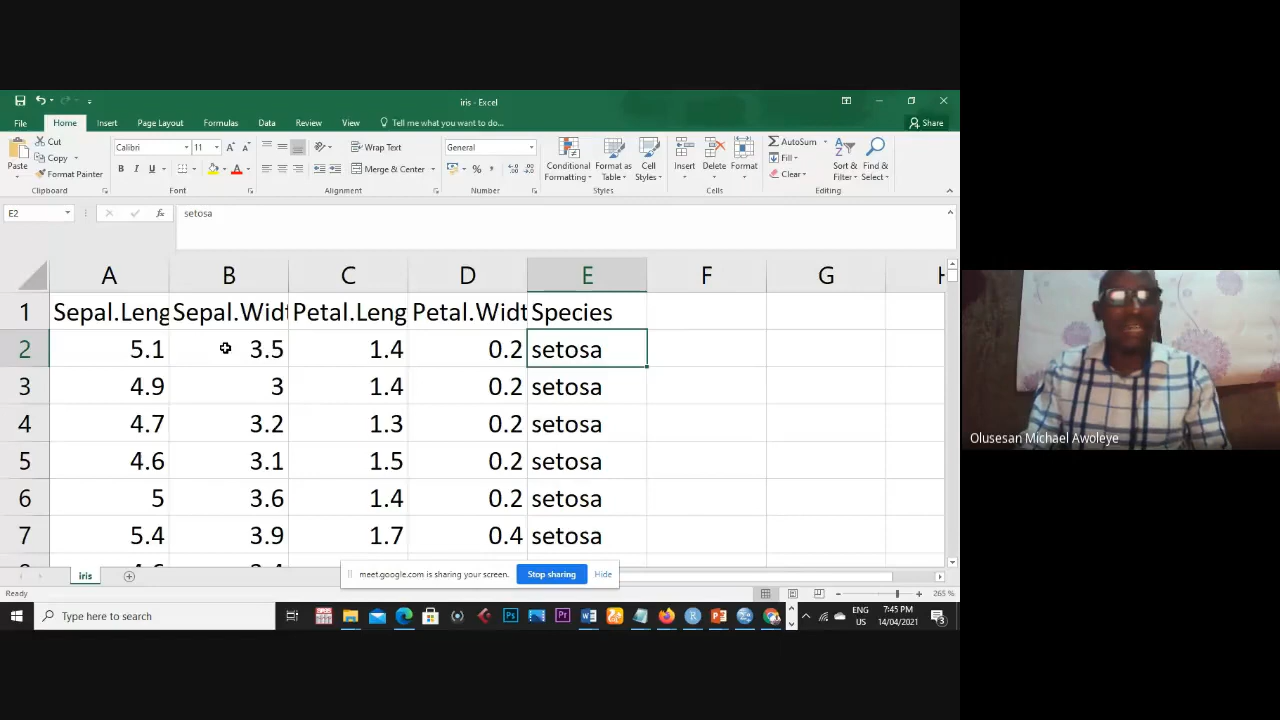 iris - Excel
File Home Insert Page Layout Formulas Data Review View Tell me what you want to do... Share
Cut
Copy
Format Painter
Paste
Clipboard
Calibri 11
B I U
Font
Wrap Text
Merge & Center
Alignment
General
%
Number
Conditional Formatting
Format as Table
Cell Styles
Styles
Insert Delete Format
Cells
AutoSum
Fill
Clear
Sort & Filter
Find & Select
Editing
E2 fx setosa
A B C D E F G H
1 Sepal.Leng Sepal.Widt Petal.Leng Petal.Widt Species
2 5.1 3.5 1.4 0.2 setosa
3 4.9 3 1.4 0.2 setosa
4 4.7 3.2 1.3 0.2 setosa
5 4.6 3.1 1.5 0.2 setosa
6 5 3.6 1.4 0.2 setosa
7 5.4 3.9 1.7 0.4 setosa
iris
meet.google.com is sharing your screen. Stop sharing Hide
Ready 265 %
Type here to search
Ps Pr
ENG US
7:45 PM
14/04/2021
3
Olusesan Michael Awoleye